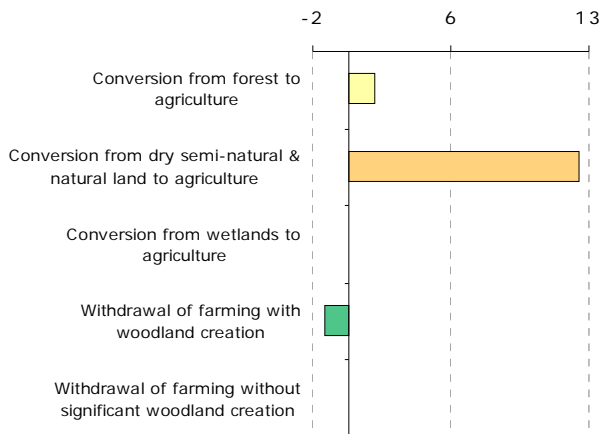 -2 6 13
Conversion from forest to
agriculture
Conversion from dry semi-natural &
natural land to agriculture
Conversion from wetlands to
agriculture
Withdrawal of farming with
woodland creation
Withdrawal of farming without
significant woodland creation